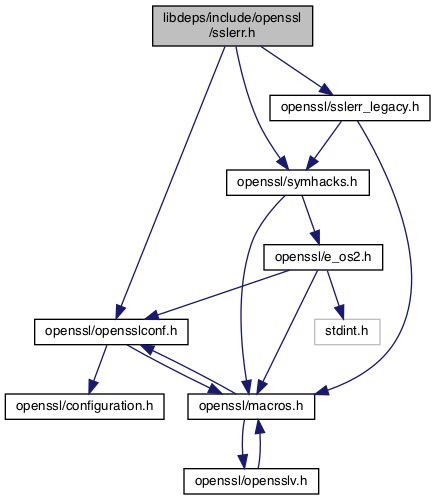 libdeps/include/openssl
/sslerr.h
openssl/sslerr_legacy.h
openssl/symhacks.h
openssl/e_os2.h
openssl/opensslconf.h
stdint.h
openssl/configuration.h
openssl/macros.h
openssl/opensslv.h